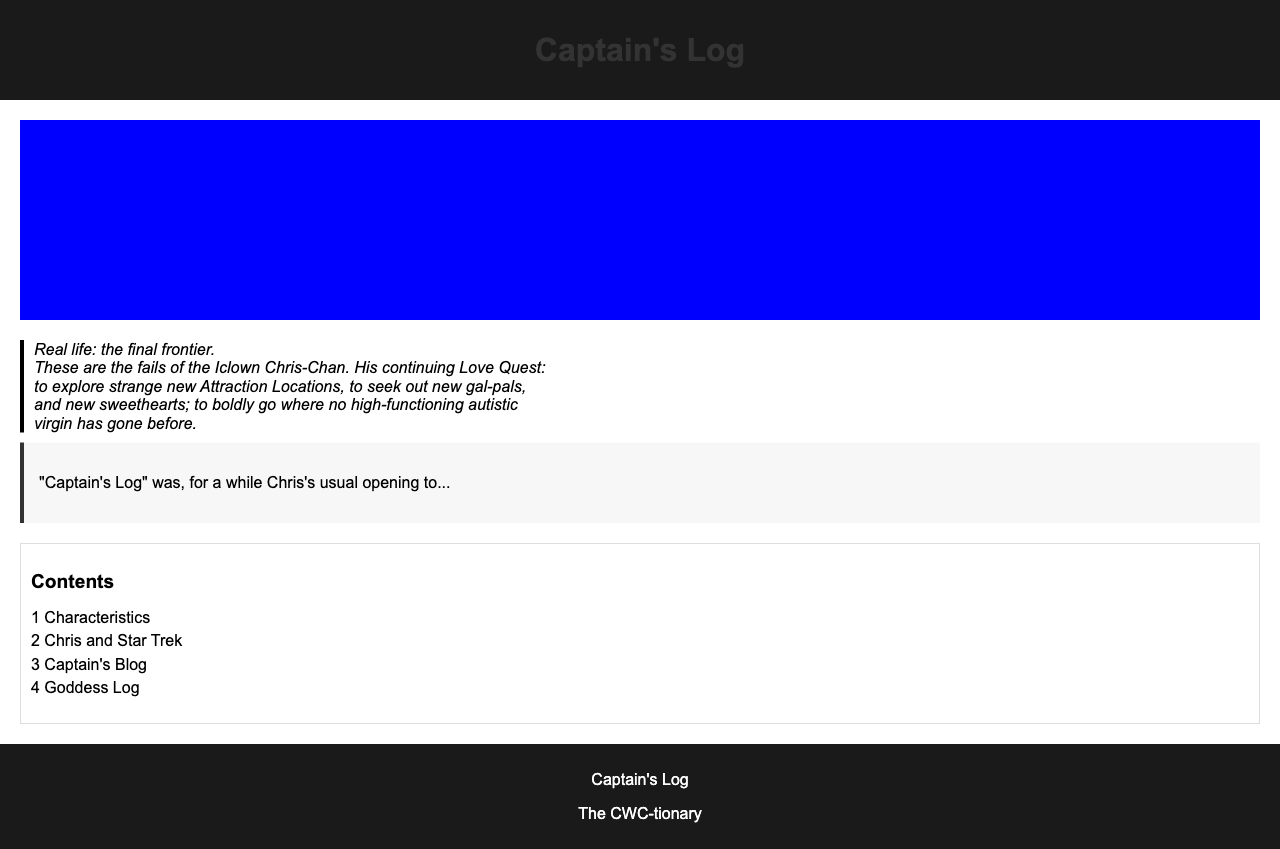 Captain's Log
Real life: the final frontier.
These are the fails of the Iclown Chris-Chan. His continuing Love Quest:
to explore strange new Attraction Locations, to seek out new gal-pals,
and new sweethearts; to boldly go where no high-functioning autistic
virgin has gone before.
"Captain's Log" was, for a while Chris's usual opening to...
Contents
1 Characteristics
2 Chris and Star Trek
3 Captain's Blog
4 Goddess Log
Captain's Log
The CWC-tionary